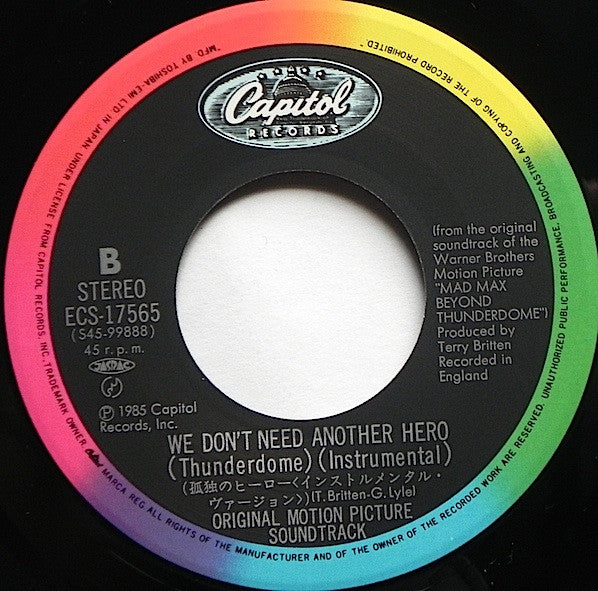 Capitol
RECORDS
B
STEREO
ECS-17565
(S45-99888)
45 r.p.m.
JASRAC
℗ 1985 Capitol
Records, Inc.
(from the original
soundtrack of the
Warner Brothers
Motion Picture
"MAD MAX
BEYOND
THUNDERDOME")
Produced by
Terry Britten
Recorded in
England
WE DON'T NEED ANOTHER HERO
(Thunderdome) (Instrumental)
(孤独のヒーロー〈インストルメンタル・
ヴァージョン〉)(T. Britten-G. Lyle)
ORIGINAL MOTION PICTURE
SOUNDTRACK
"MFD. BY TOSHIBA-EMI LTD. IN JAPAN. UNDER LICENSE FROM CAPITOL RECORDS, INC., TRADEMARK OWNER. MARCA REG. ALL RIGHTS OF THE MANUFACTURER AND OF THE OWNER OF THE RECORDED WORK RESERVED. UNAUTHORIZED PUBLIC PERFORMANCE, BROADCASTING AND COPYING OF THE RECORD PROHIBITED."